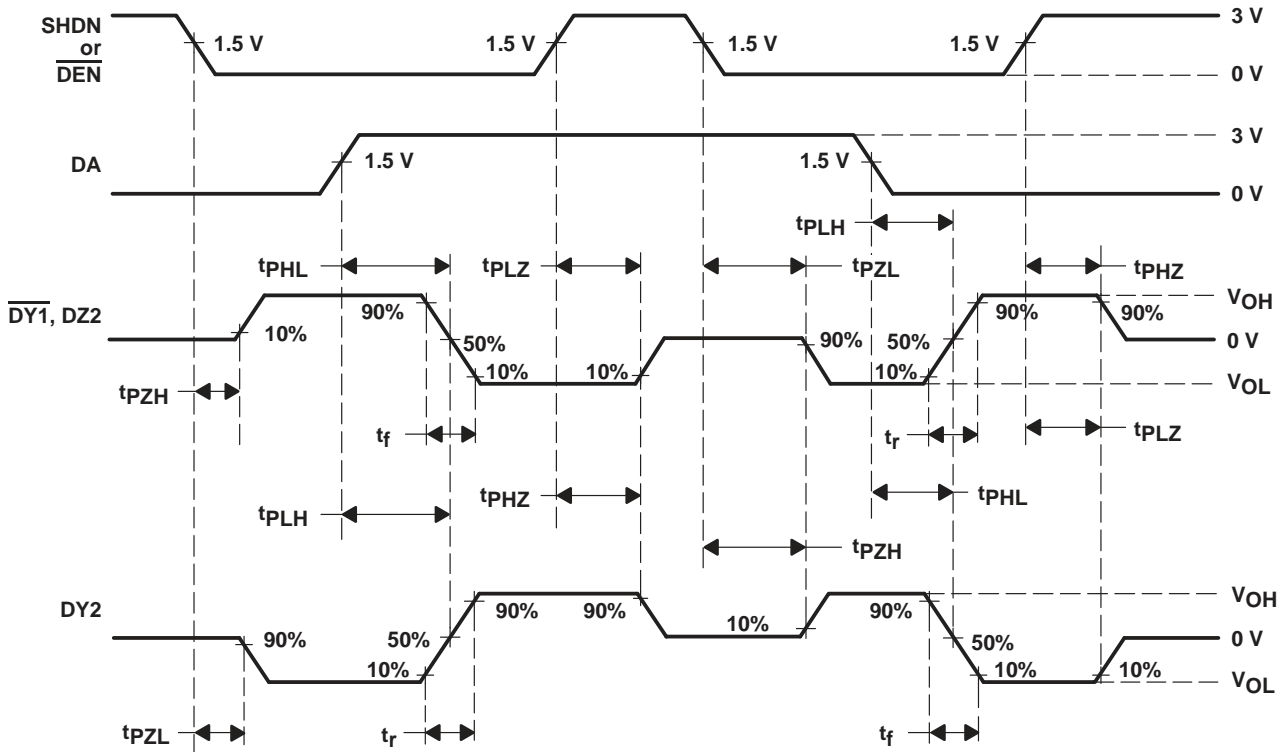 SHDN
or
D̅E̅N̅
1.5 V
1.5 V
1.5 V
1.5 V
3 V
0 V
DA
1.5 V
1.5 V
3 V
0 V
tPHL
tPLZ
tPZL
tPLH
tPHZ
D̅Y̅1̅, DZ2
10%
90%
50%
10%
10%
90%
50%
10%
90%
90%
VOH
0 V
VOL
tPZH
tf
tr
tPLZ
tPLH
tPHZ
tPZH
tPHL
DY2
90%
10%
50%
90%
90%
10%
90%
50%
10%
10%
VOH
0 V
VOL
tPZL
tr
tf